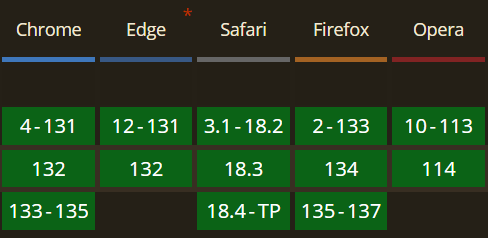 Chrome Edge * Safari Firefox Opera
4-131 12-131 3.1-18.2 2-133 10-113
132 132 18.3 134 114
133-135 18.4-TP 135-137